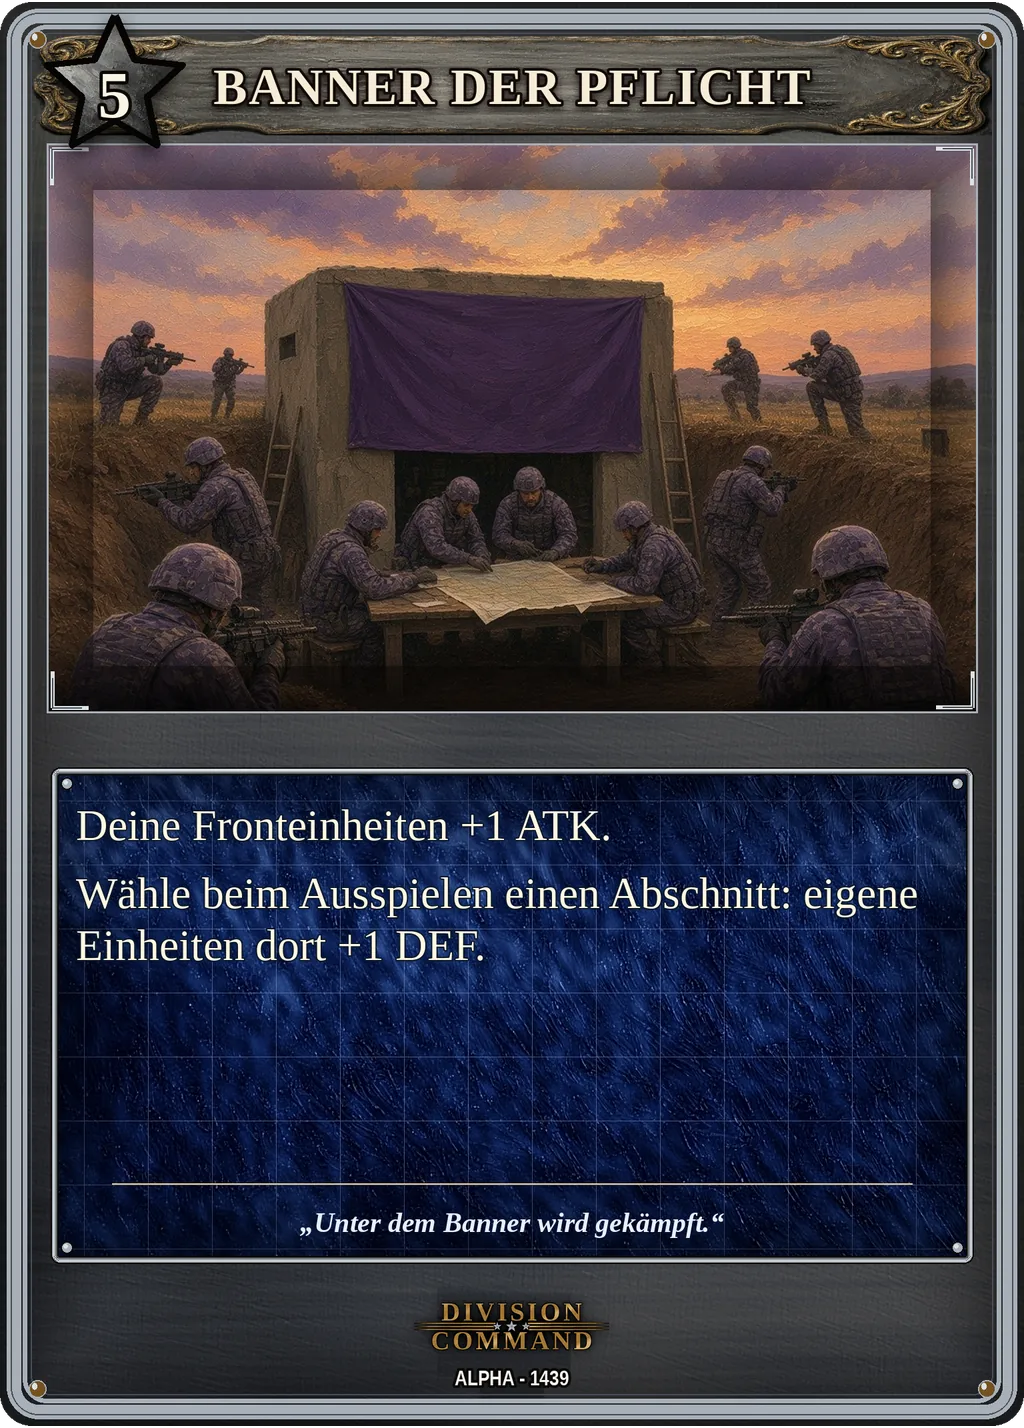 5
BANNER DER PFLICHT
Deine Fronteinheiten +1 ATK.
Wähle beim Ausspielen einen Abschnitt: eigene
Einheiten dort +1 DEF.
„Unter dem Banner wird gekämpft.“
DIVISION
COMMAND
ALPHA - 1439